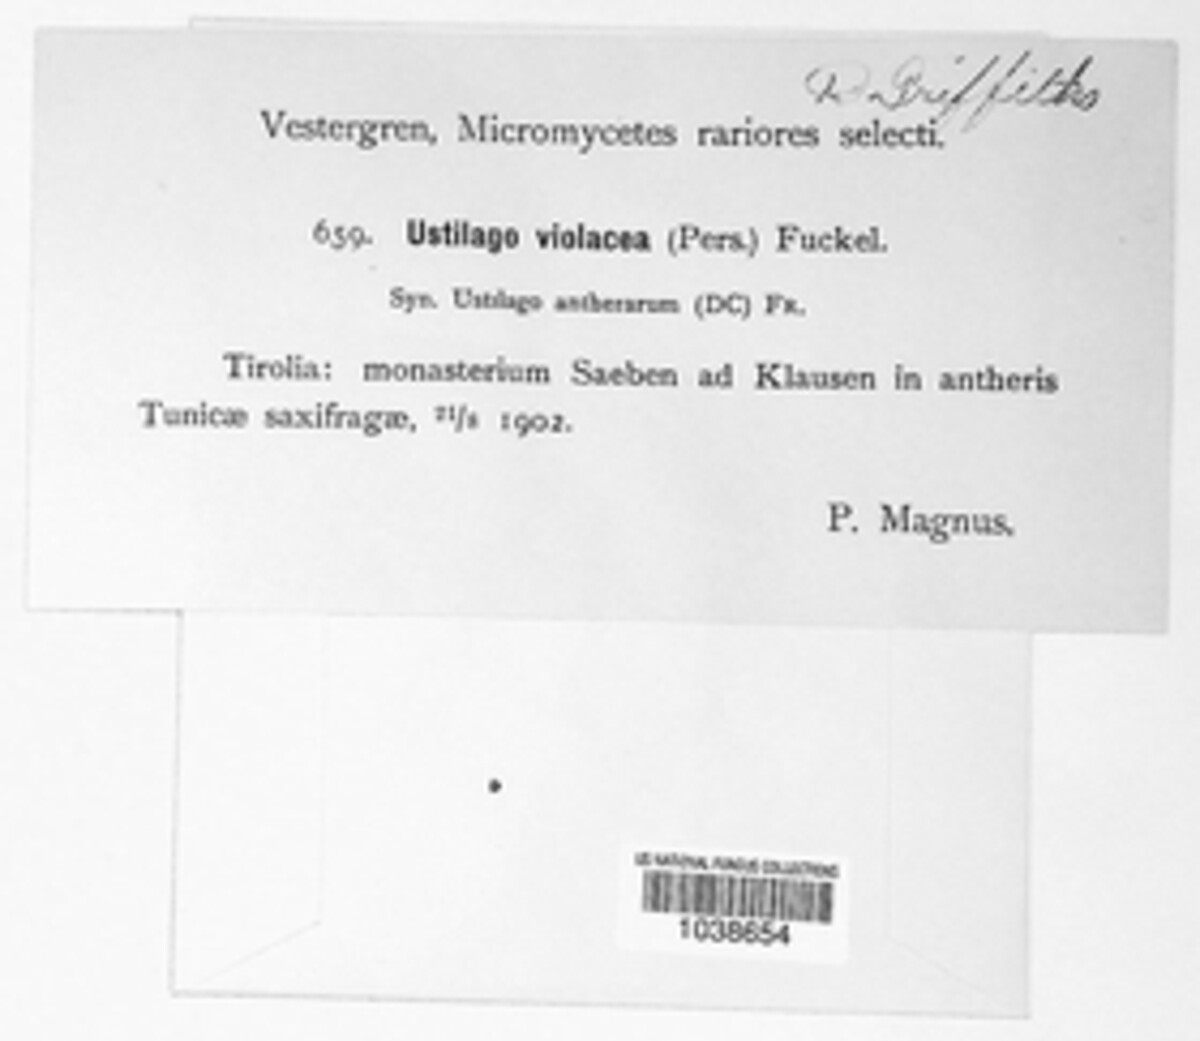 D. Griffiths
Vestergren, Micromycetes rariores selecti.
659. Ustilago violacea (Pers.) Fuckel.
Syn. Ustilago antherarum (DC) Fr.
Tirolia: monasterium Saeben ad Klausen in antheris
Tunicæ saxifragæ, 21/8 1902.
P. Magnus.
US NATIONAL FUNGUS COLLECTIONS
1038654